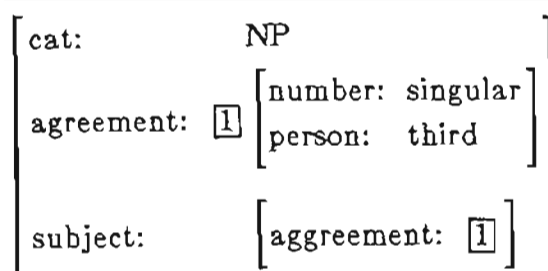 cat: NP
number: singular
agreement: 1
person: third
subject: aggreement: 1